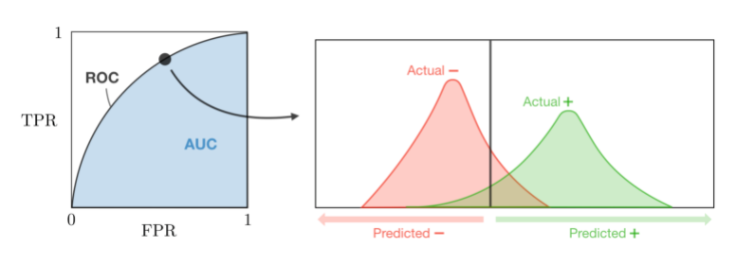 1
ROC
TPR
AUC
0
1
FPR
Actual −
Actual +
Predicted −
Predicted +